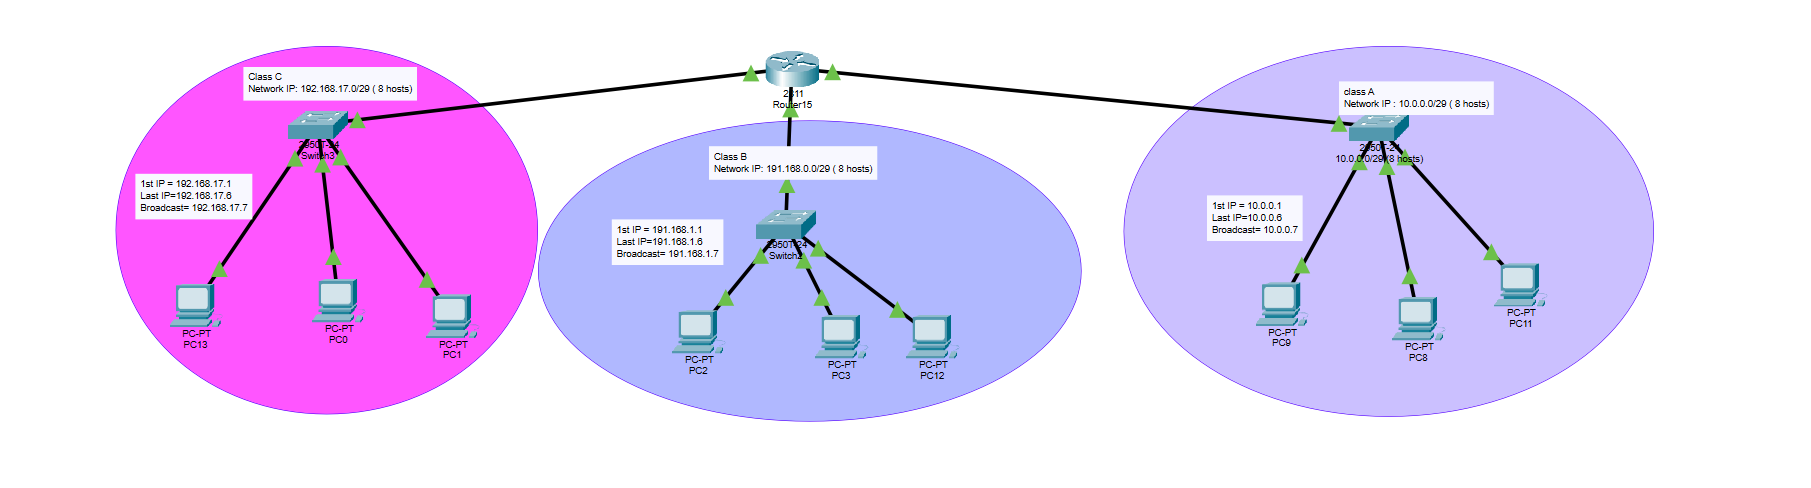 Class C
Network IP: 192.168.17.0/29 ( 8 hosts)
2950T-24
Switch3
1st IP = 192.168.17.1
Last IP=192.168.17.6
Broadcast= 192.168.17.7
PC-PT
PC13
PC-PT
PC0
PC-PT
PC1
2811
Router15
Class B
Network IP: 191.168.0.0/29 ( 8 hosts)
1st IP = 191.168.1.1
Last IP=191.168.1.6
Broadcast= 191.168.1.7
2950T-24
PC-PT
PC2
PC-PT
PC3
PC-PT
PC12
class A
Network IP : 10.0.0.0/29 ( 8 hosts)
2950T-24
10.0.0.0/29 (8 hosts)
1st IP = 10.0.0.1
Last IP=10.0.0.6
Broadcast= 10.0.0.7
PC-PT
PC9
PC-PT
PC8
PC-PT
PC11